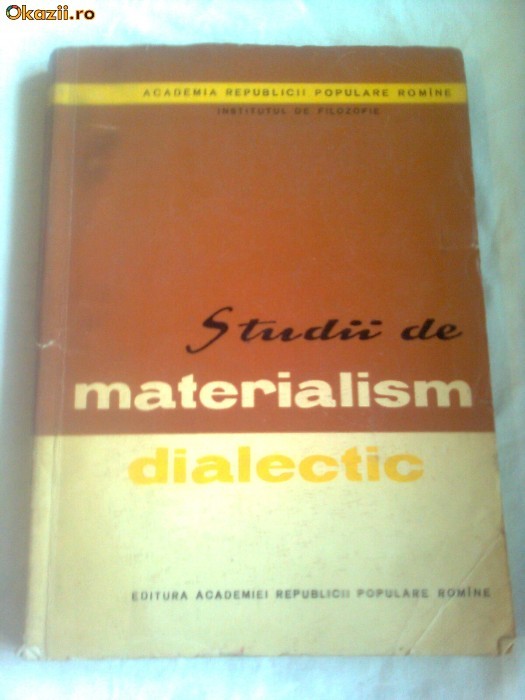 Okazii.ro
ACADEMIA REPUBLICII POPULARE ROMÎNE
INSTITUTUL DE FILOZOFIE
Studii de
materialism
dialectic
EDITURA ACADEMIEI REPUBLICII POPULARE ROMÎNE